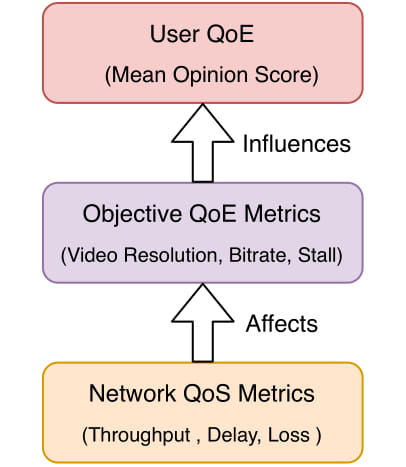 User QoE
(Mean Opinion Score)
Influences
Objective QoE Metrics
(Video Resolution, Bitrate, Stall)
Affects
Network QoS Metrics
(Throughput , Delay, Loss )